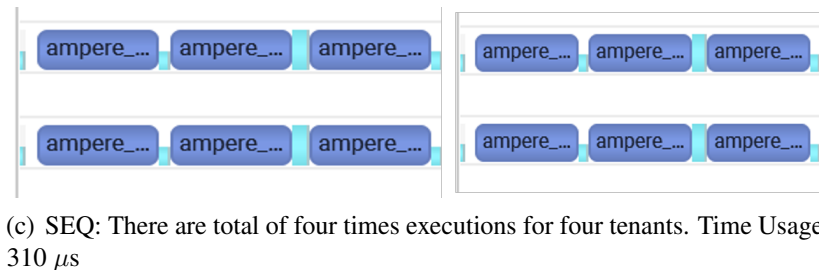 ampere_... ampere_... ampere_... ampere_... ampere_... ampere_...
ampere_... ampere_... ampere_... ampere_... ampere_... ampere_...
(c) SEQ: There are total of four times executions for four tenants. Time Usage
310 μs